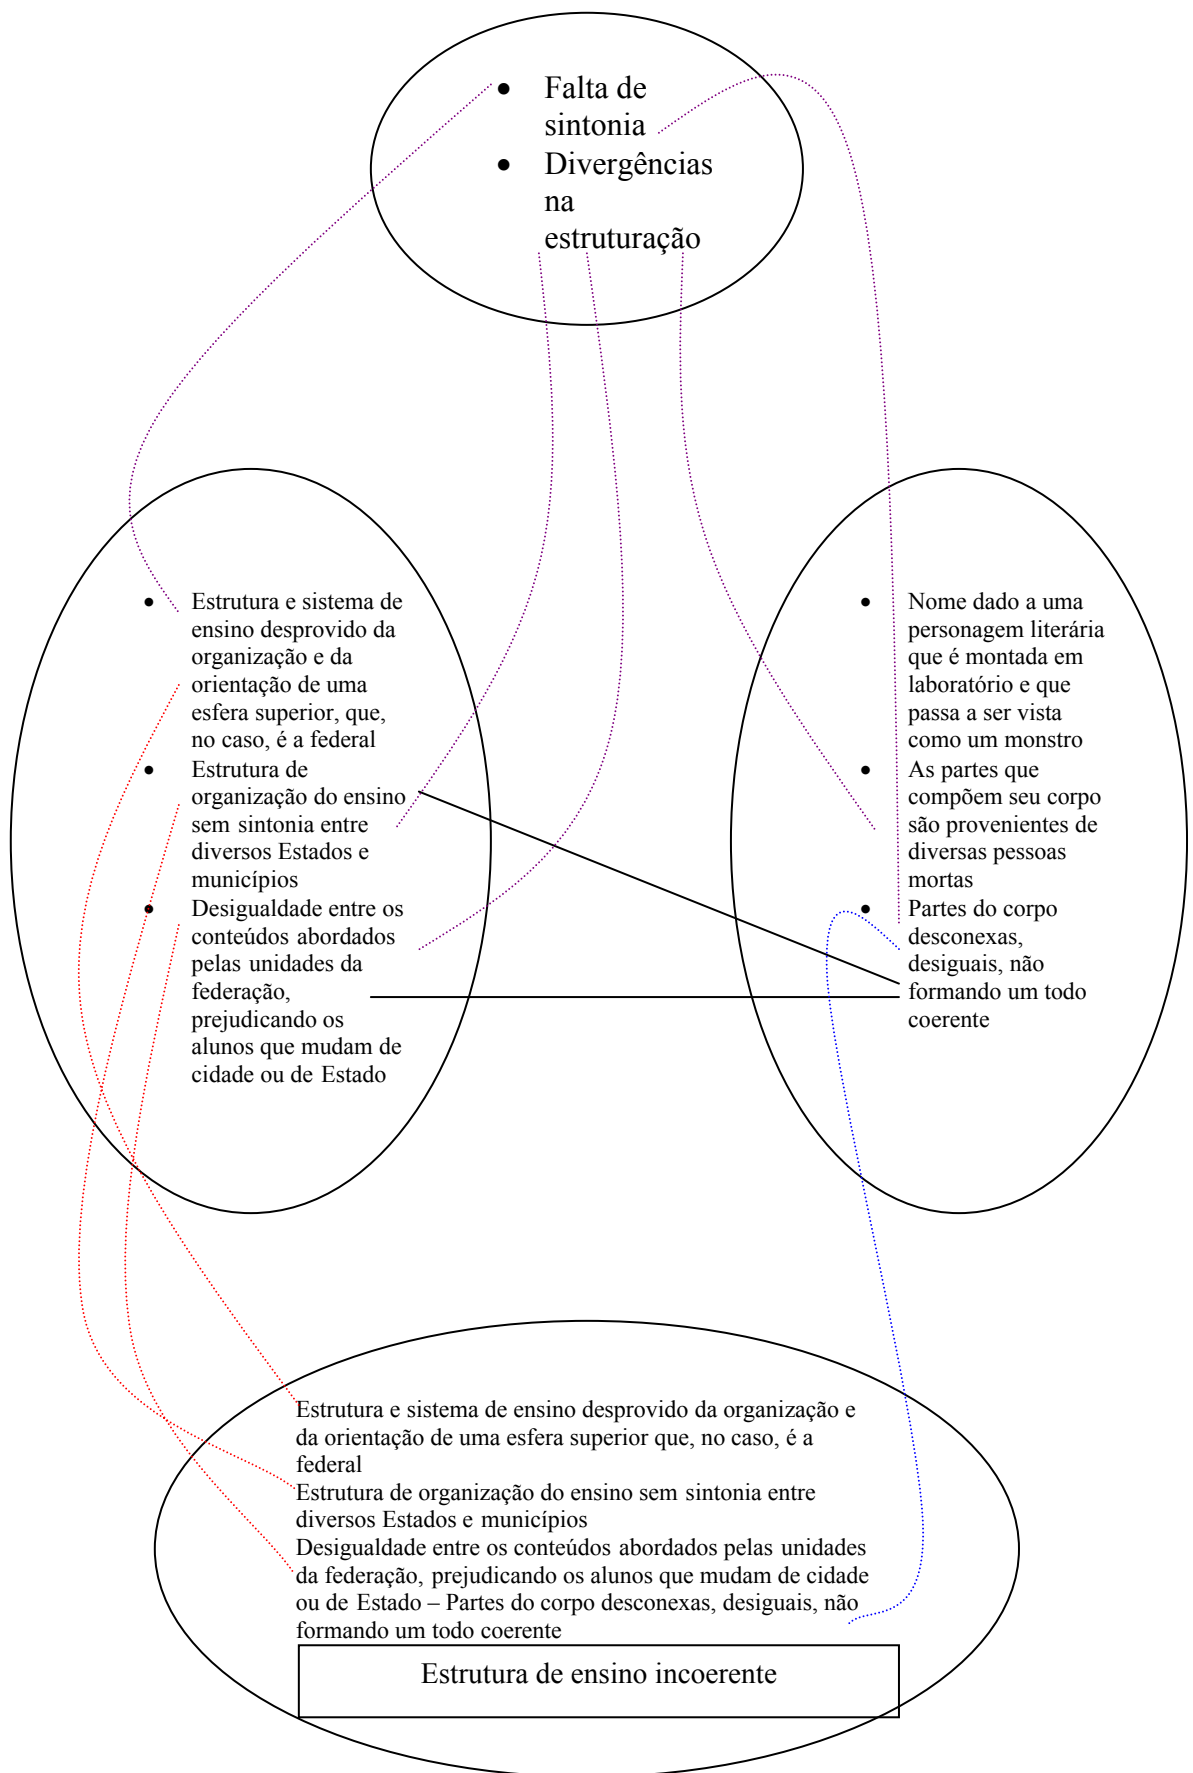 • Falta de
sintonia
• Divergências
na
estruturação
• Estrutura e sistema de
ensino desprovido da
organização e da
orientação de uma
esfera superior, que,
no caso, é a federal
• Estrutura de
organização do ensino
sem sintonia entre
diversos Estados e
municípios
• Desigualdade entre os
conteúdos abordados
pelas unidades da
federação,
prejudicando os
alunos que mudam de
cidade ou de Estado
• Nome dado a uma
personagem literária
que é montada em
laboratório e que
passa a ser vista
como um monstro
• As partes que
compõem seu corpo
são provenientes de
diversas pessoas
mortas
• Partes do corpo
desconexas,
desiguais, não
formando um todo
coerente
Estrutura e sistema de ensino desprovido da organização e
da orientação de uma esfera superior que, no caso, é a
federal
Estrutura de organização do ensino sem sintonia entre
diversos Estados e municípios
Desigualdade entre os conteúdos abordados pelas unidades
da federação, prejudicando os alunos que mudam de cidade
ou de Estado – Partes do corpo desconexas, desiguais, não
formando um todo coerente
Estrutura de ensino incoerente